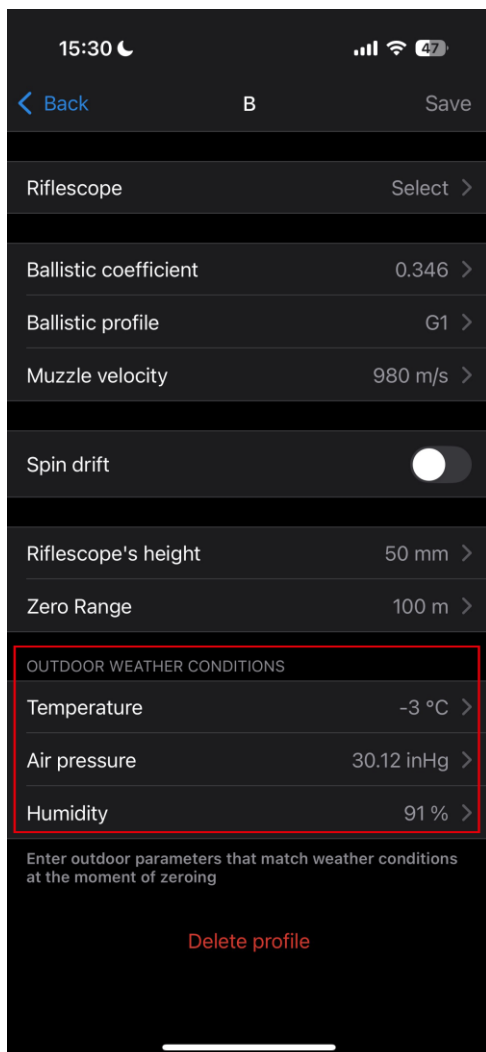 15:30
47
Back
B
Save
Riflescope
Select
Ballistic coefficient
0.346
Ballistic profile
G1
Muzzle velocity
980 m/s
Spin drift
Riflescope's height
50 mm
Zero Range
100 m
OUTDOOR WEATHER CONDITIONS
Temperature
-3 °C
Air pressure
30.12 inHg
Humidity
91 %
Enter outdoor parameters that match weather conditions
at the moment of zeroing
Delete profile